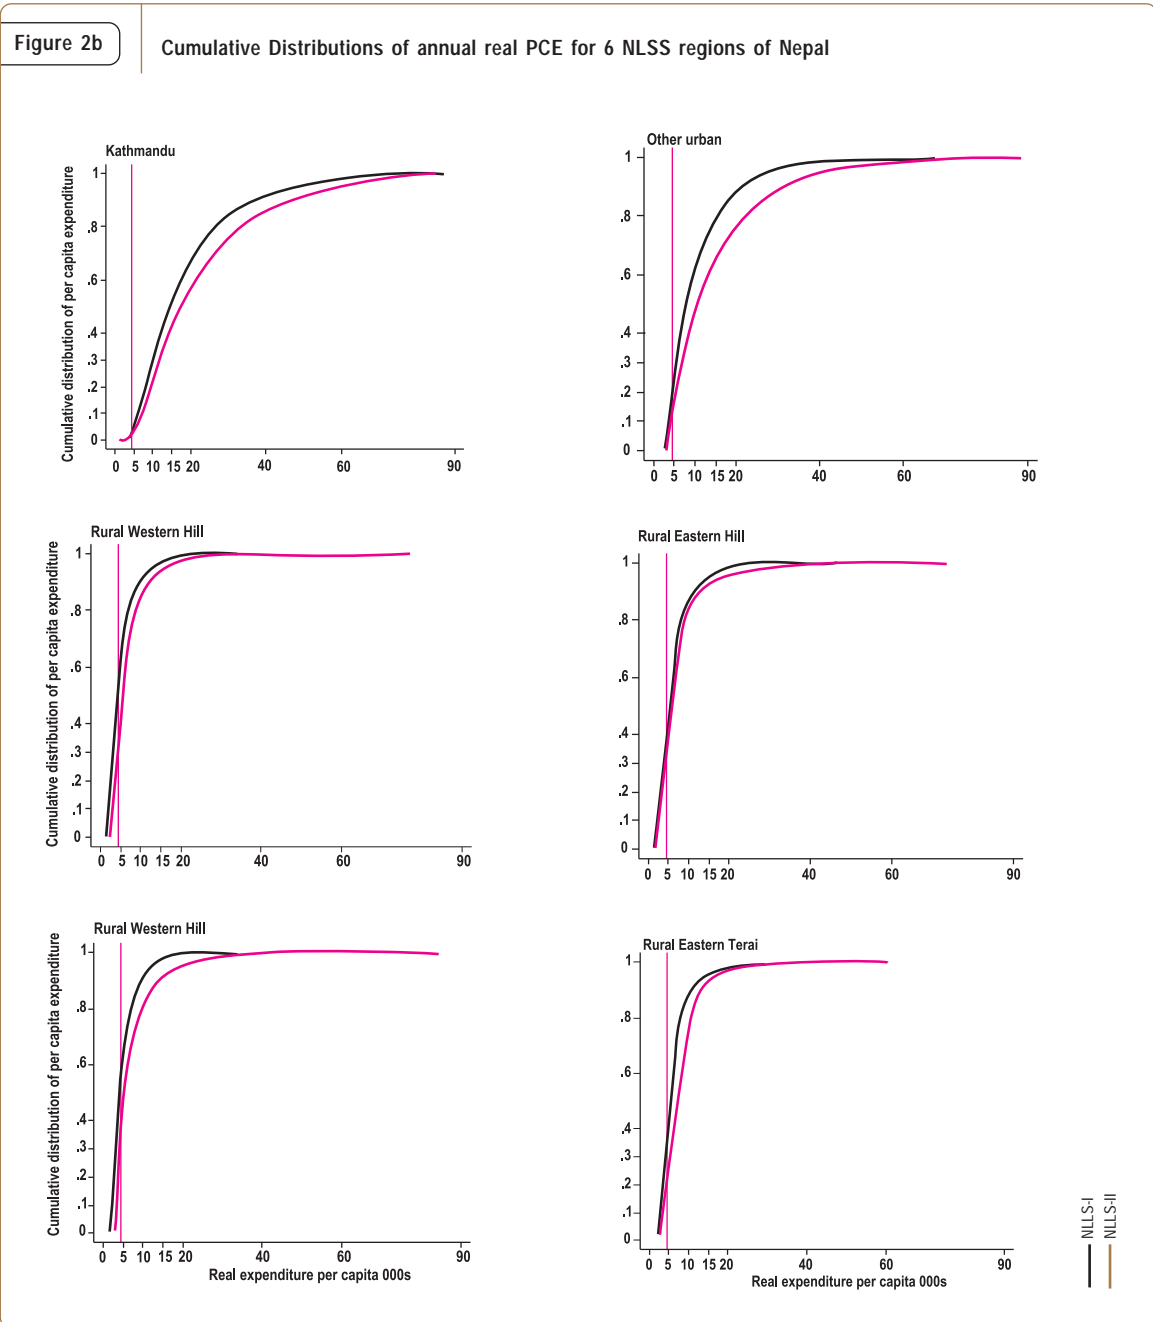 Figure 2b
Cumulative Distributions of annual real PCE for 6 NLSS regions of Nepal
Kathmandu
Cumulative distribution of per capita expenditure
1
.8
.6
.4
.3
.2
.1
0
0 5 10 15 20 40 60 90
Other urban
1
.8
.6
.4
.3
.2
.1
0
0 5 10 15 20 40 60 90
Rural Western Hill
Cumulative distribution of per capita expenditure
1
.8
.6
.4
.3
.2
.1
0
0 5 10 15 20 40 60 90
Rural Eastern Hill
1
.8
.6
.4
.3
.2
.1
0
0 5 10 15 20 40 60 90
Rural Western Hill
Cumulative distribution of per capita expenditure
1
.8
.6
.4
.3
.2
.1
0
0 5 10 15 20 40 60 90
Real expenditure per capita 000s
Rural Eastern Terai
1
.8
.6
.4
.3
.2
.1
0
0 5 10 15 20 40 60 90
Real expenditure per capita 000s
NLLS-I
NLLS-II